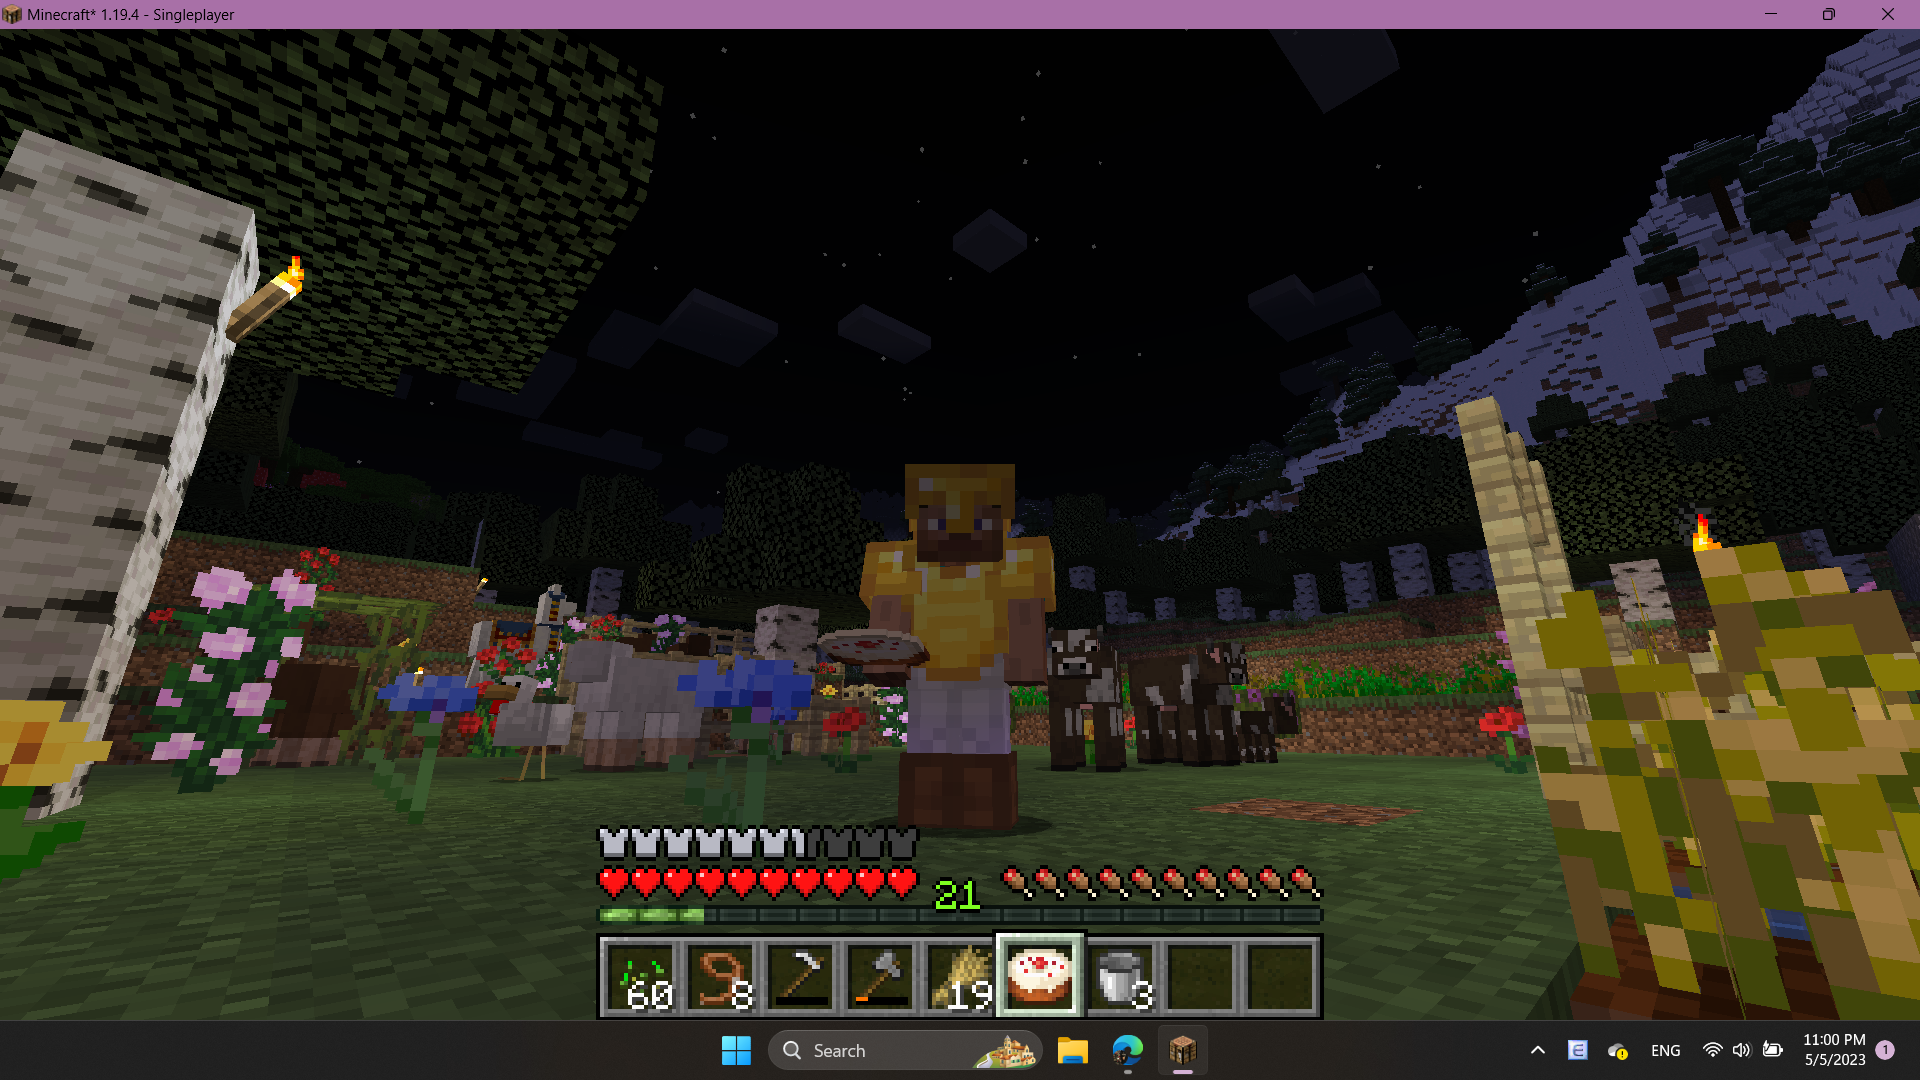 Minecraft* 1.19.4 - Singleplayer
21
60
8
19
3
Search
ENG
11:00 PM
5/5/2023
1